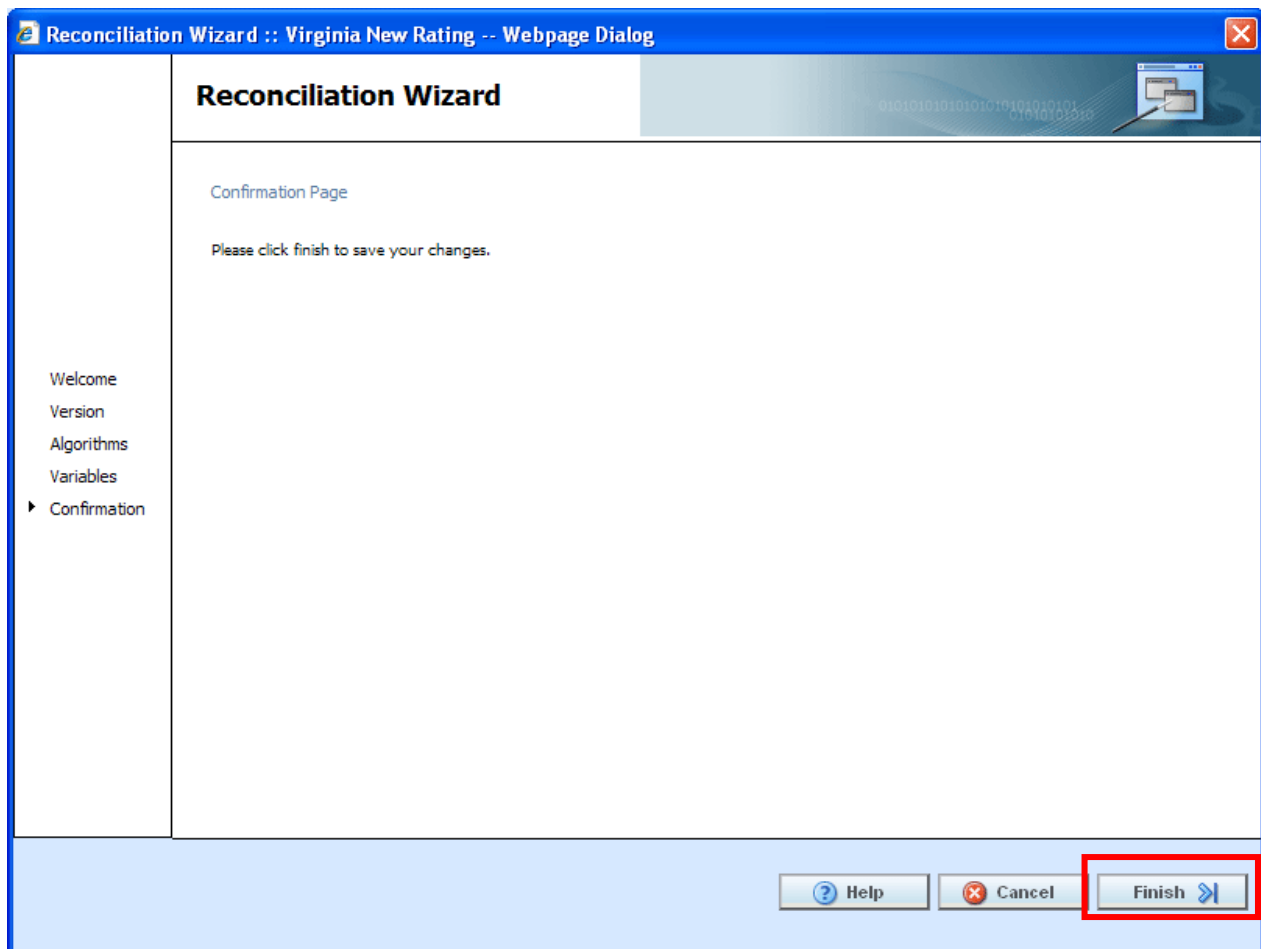 Reconciliation Wizard :: Virginia New Rating -- Webpage Dialog
Reconciliation Wizard
Confirmation Page
Please click finish to save your changes.
Welcome
Version
Algorithms
Variables
Confirmation
Help
Cancel
Finish